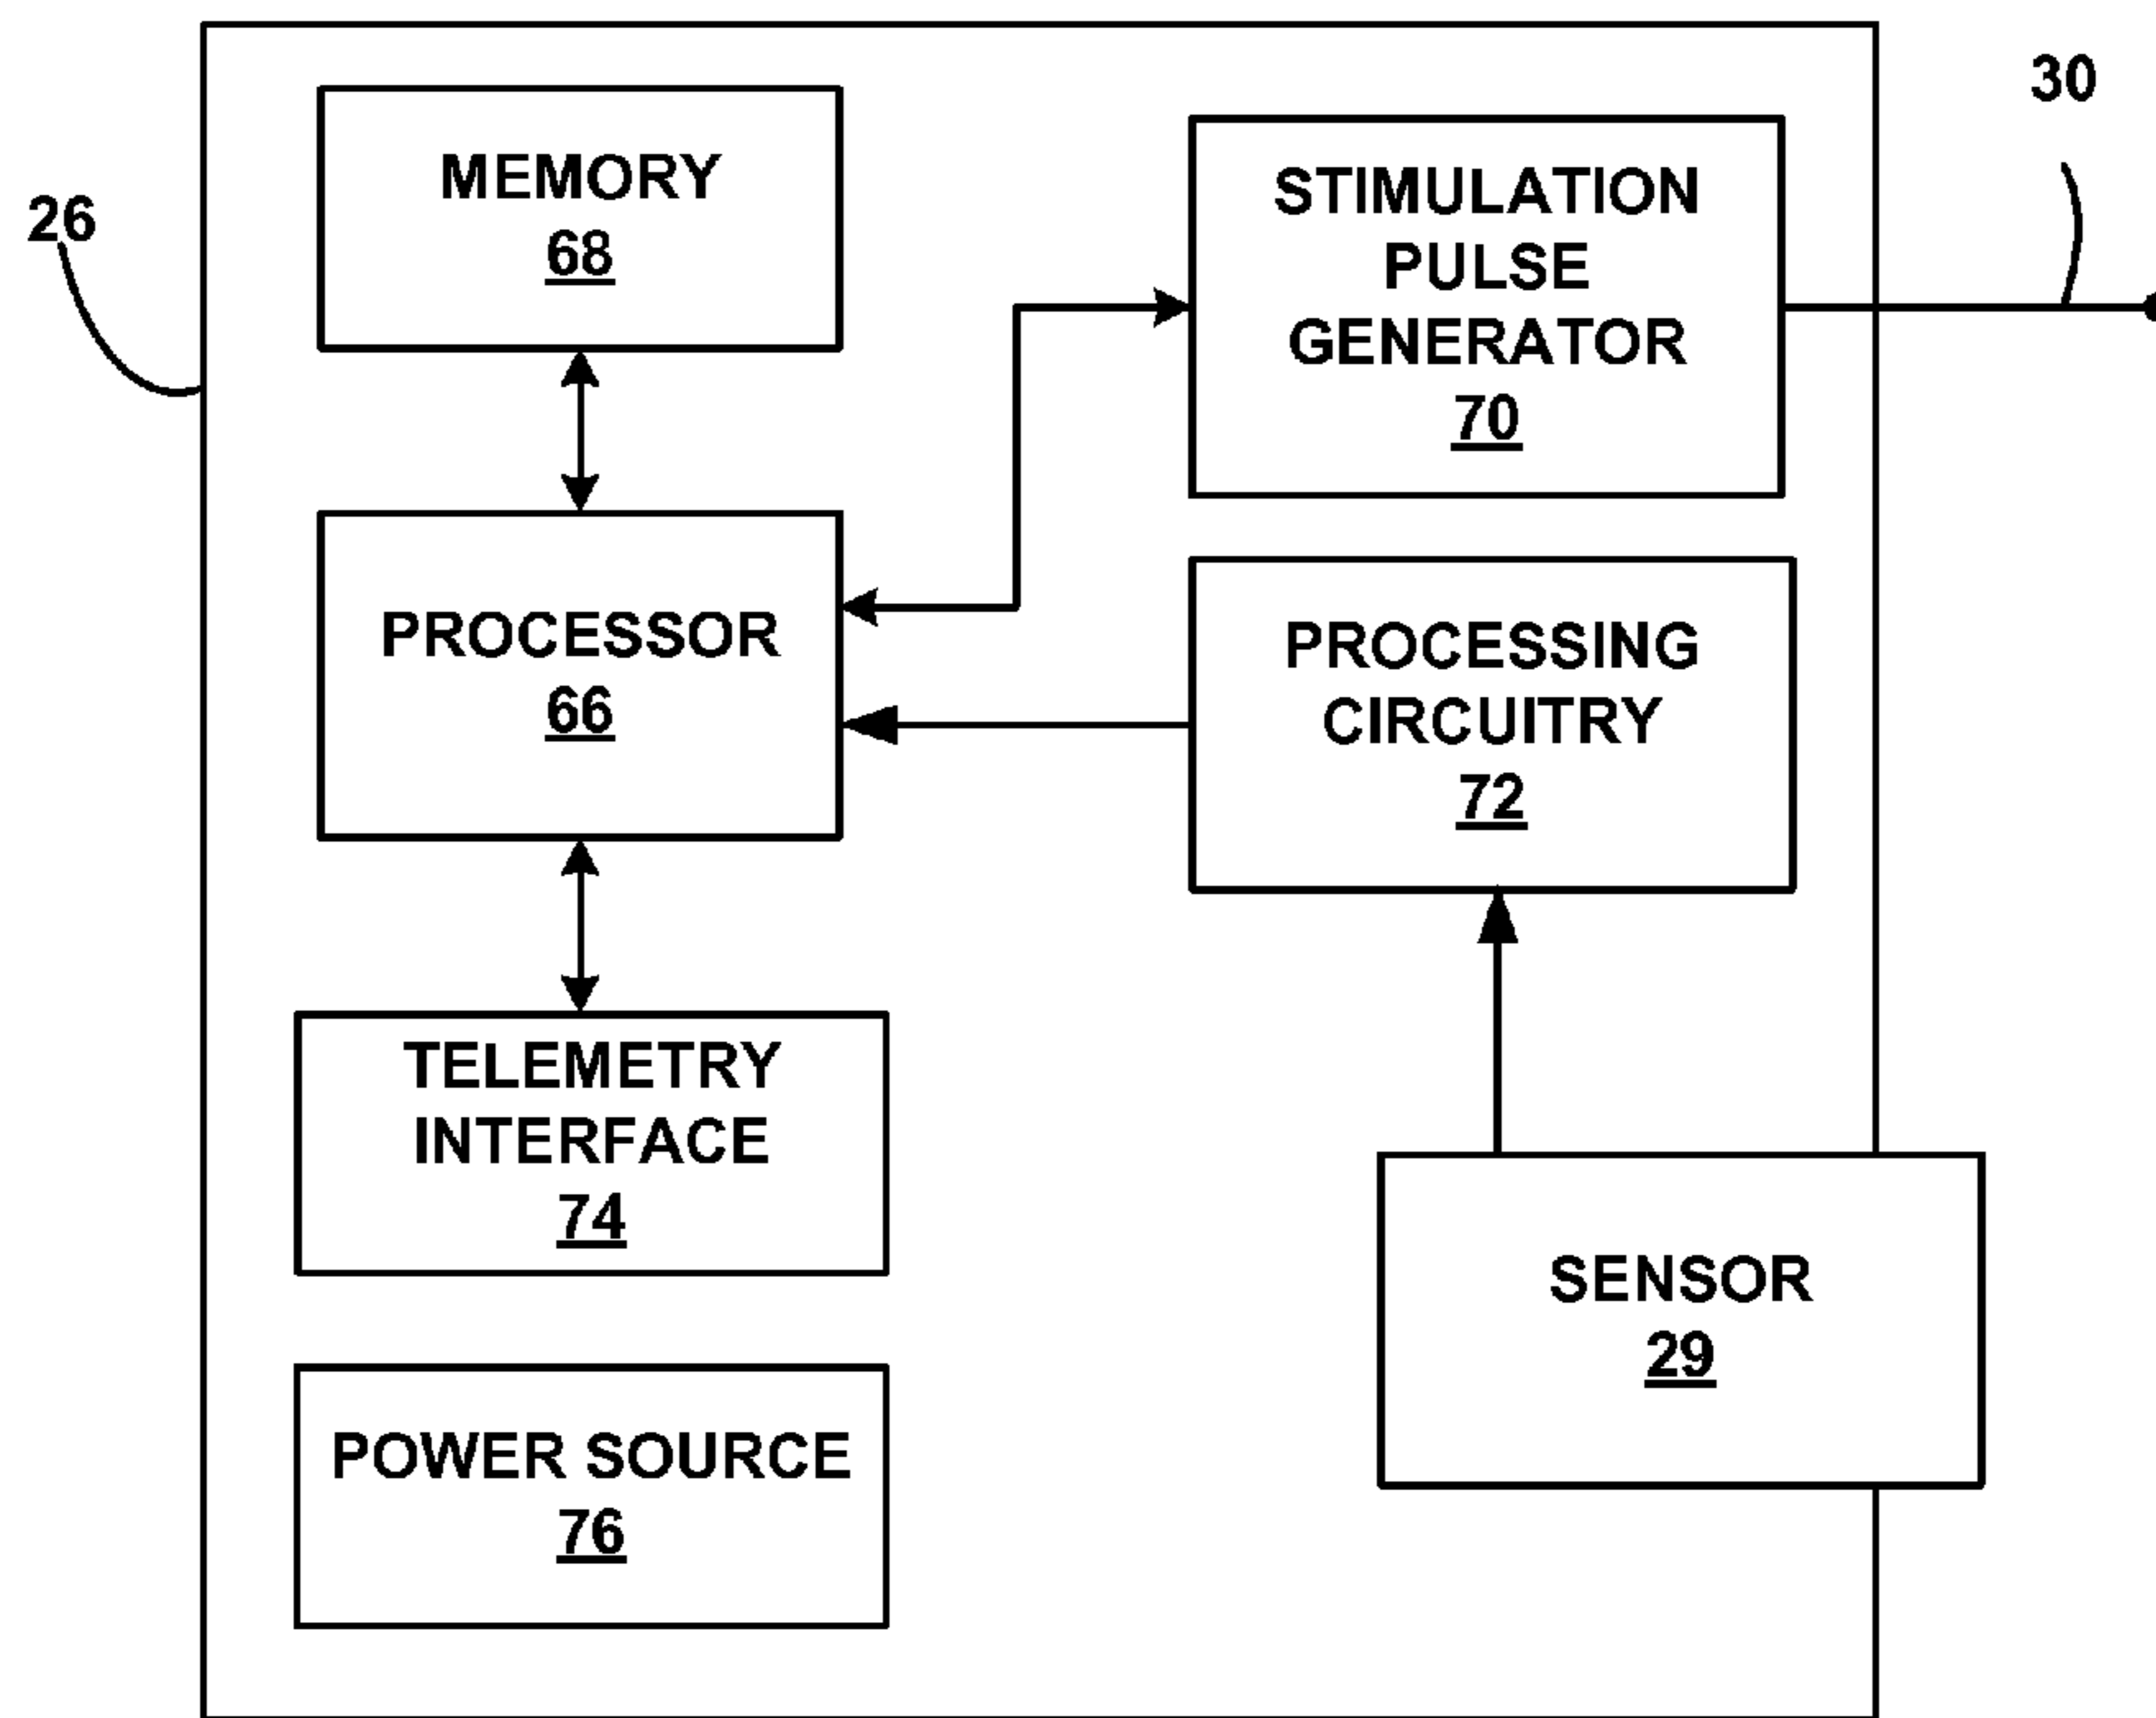 26
30
MEMORY
68
STIMULATION
PULSE
GENERATOR
70
PROCESSOR
66
PROCESSING
CIRCUITRY
72
TELEMETRY
INTERFACE
74
SENSOR
29
POWER SOURCE
76